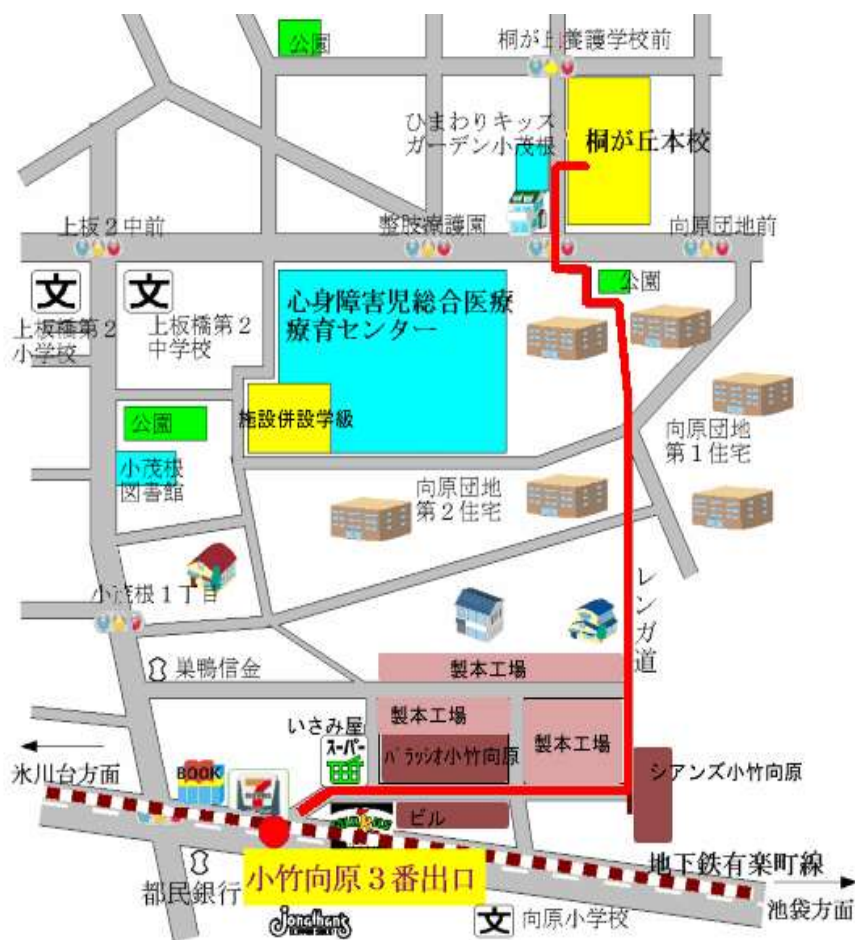 公園
桐が丘養護学校前
ひまわりキッズ
ガーデン小茂根
桐が丘本校
上板２中前
整肢療護園
向原団地前
文
文
上板橋第２
小学校
上板橋第２
中学校
心身障害児総合医療
療育センター
公園
公園
施設併設学級
小茂根
図書館
向原団地
第１住宅
向原団地
第２住宅
小茂根１丁目
レンガ道
巣鴨信金
製本工場
いさみ屋
製本工場
スーパー
パラッシオ小竹向原
製本工場
氷川台方面
BOOK
7
シアンズ小竹向原
ビル
小竹向原３番出口
地下鉄有楽町線
都民銀行
池袋方面
Jonathan's
文
向原小学校